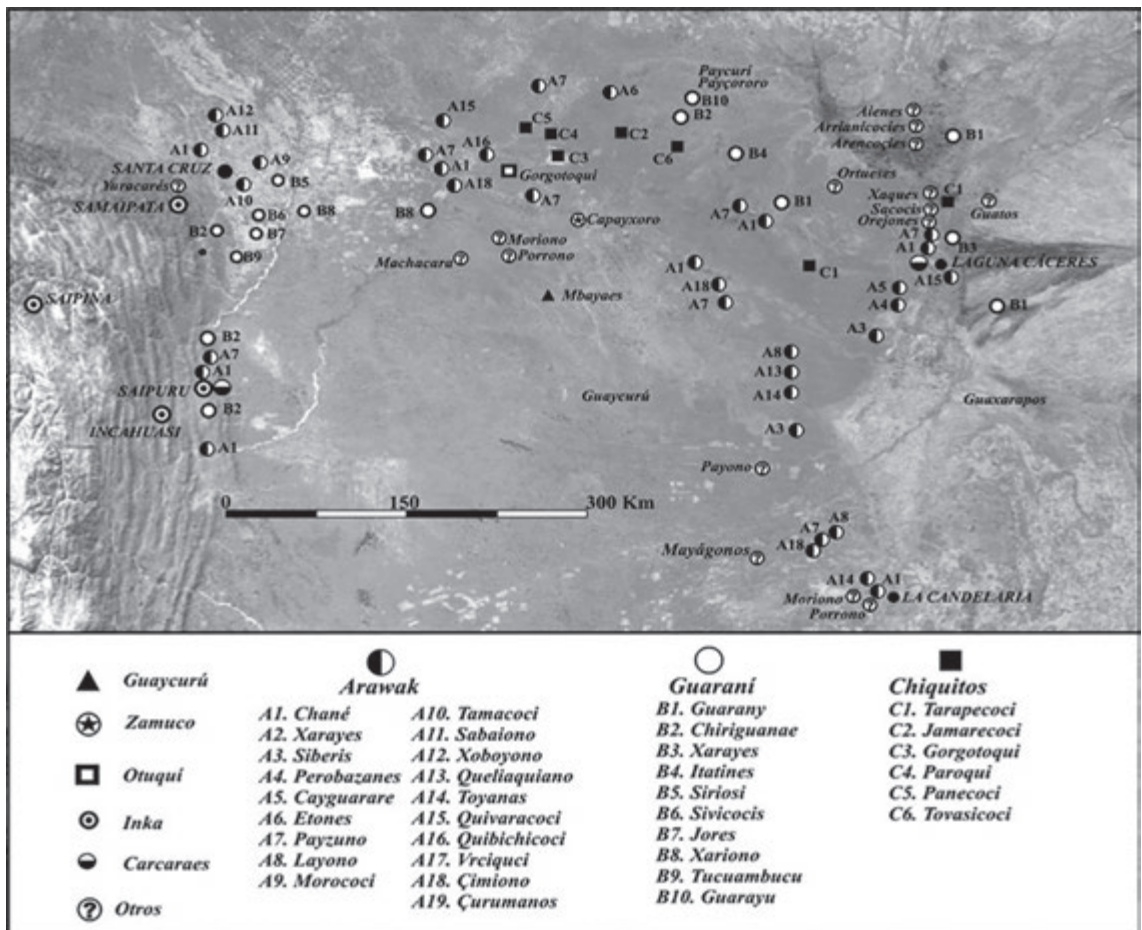 A12
A11
A1
SANTA CRUZ
A9
Yuracarés
B5
SAMAIPATA
A10
B6
B8
B2
B7
B9
SAIPINA
B2
A7
A1
SAIPURU
B2
INCAHUASI
A1
A15
A7
A16
A1
A18
B8
Machacara
A7
A6
C5
C4
C2
C3
Gorgotoqui
A7
Capayxoro
Moriono
Porrono
Mbayaes
Guaycurú
Paycurí
Payçororo
B10
B2
C6
B4
Ortueses
A7
B1
A1
A1
C1
A18
A7
Aienes
Arrianicocíes
B1
Arencocíes
Xaques
C1
Sacocis
Guatos
Orejones
A7
A1
B3
LAGUNA CÁCERES
A15
A5
A4
B1
A3
A8
A13
A14
Guaxarapos
A3
Payono
0 150 300 Km
A8
A7
A18
Mayágonos
A14 A1
Moriono
LA CANDELARIA
Porrono
Guaycurú
Zamuco
Otuquí
Inka
Carcaraes
Otros
Arawak
A1. Chané
A2. Xarayes
A3. Siberis
A4. Perobazanes
A5. Cayguarare
A6. Etones
A7. Payzuno
A8. Layono
A9. Morococi
A10. Tamacoci
A11. Sabaiono
A12. Xoboyono
A13. Queliaquiano
A14. Toyanas
A15. Quivaracoci
A16. Quibichicoci
A17. Vrciquci
A18. Çimiono
A19. Çurumanos
Guaraní
B1. Guarany
B2. Chiriguanae
B3. Xarayes
B4. Itatines
B5. Siriosi
B6. Sivicocis
B7. Jores
B8. Xariono
B9. Tucuambucu
B10. Guarayu
Chiquitos
C1. Tarapecoci
C2. Jamarecoci
C3. Gorgotoqui
C4. Paroqui
C5. Panecoci
C6. Tovasicoci